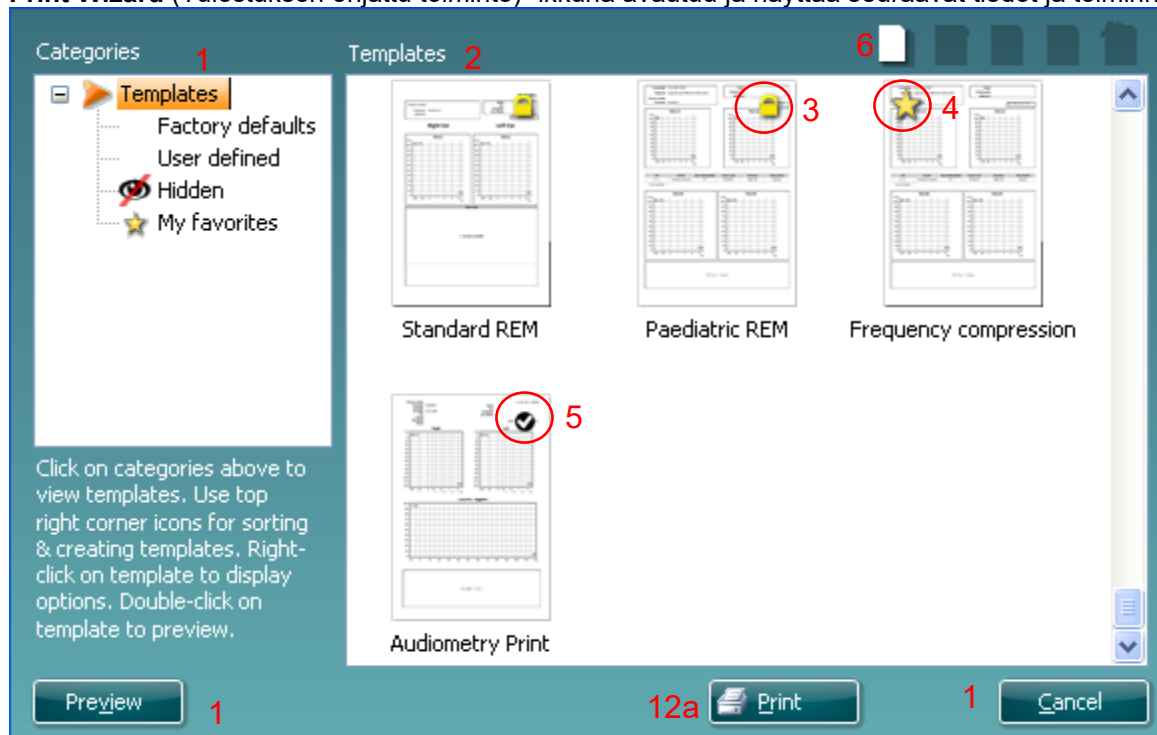 Categories 1
Templates 2
6
Templates
Factory defaults
User defined
Hidden
My favorites
3
4
Standard REM
Paediatric REM
Frequency compression
5
Audiometry Print
Click on categories above to
view templates. Use top
right corner icons for sorting
& creating templates. Right-
click on template to display
options. Double-click on
template to preview.
Preview 1
12a Print
1 Cancel